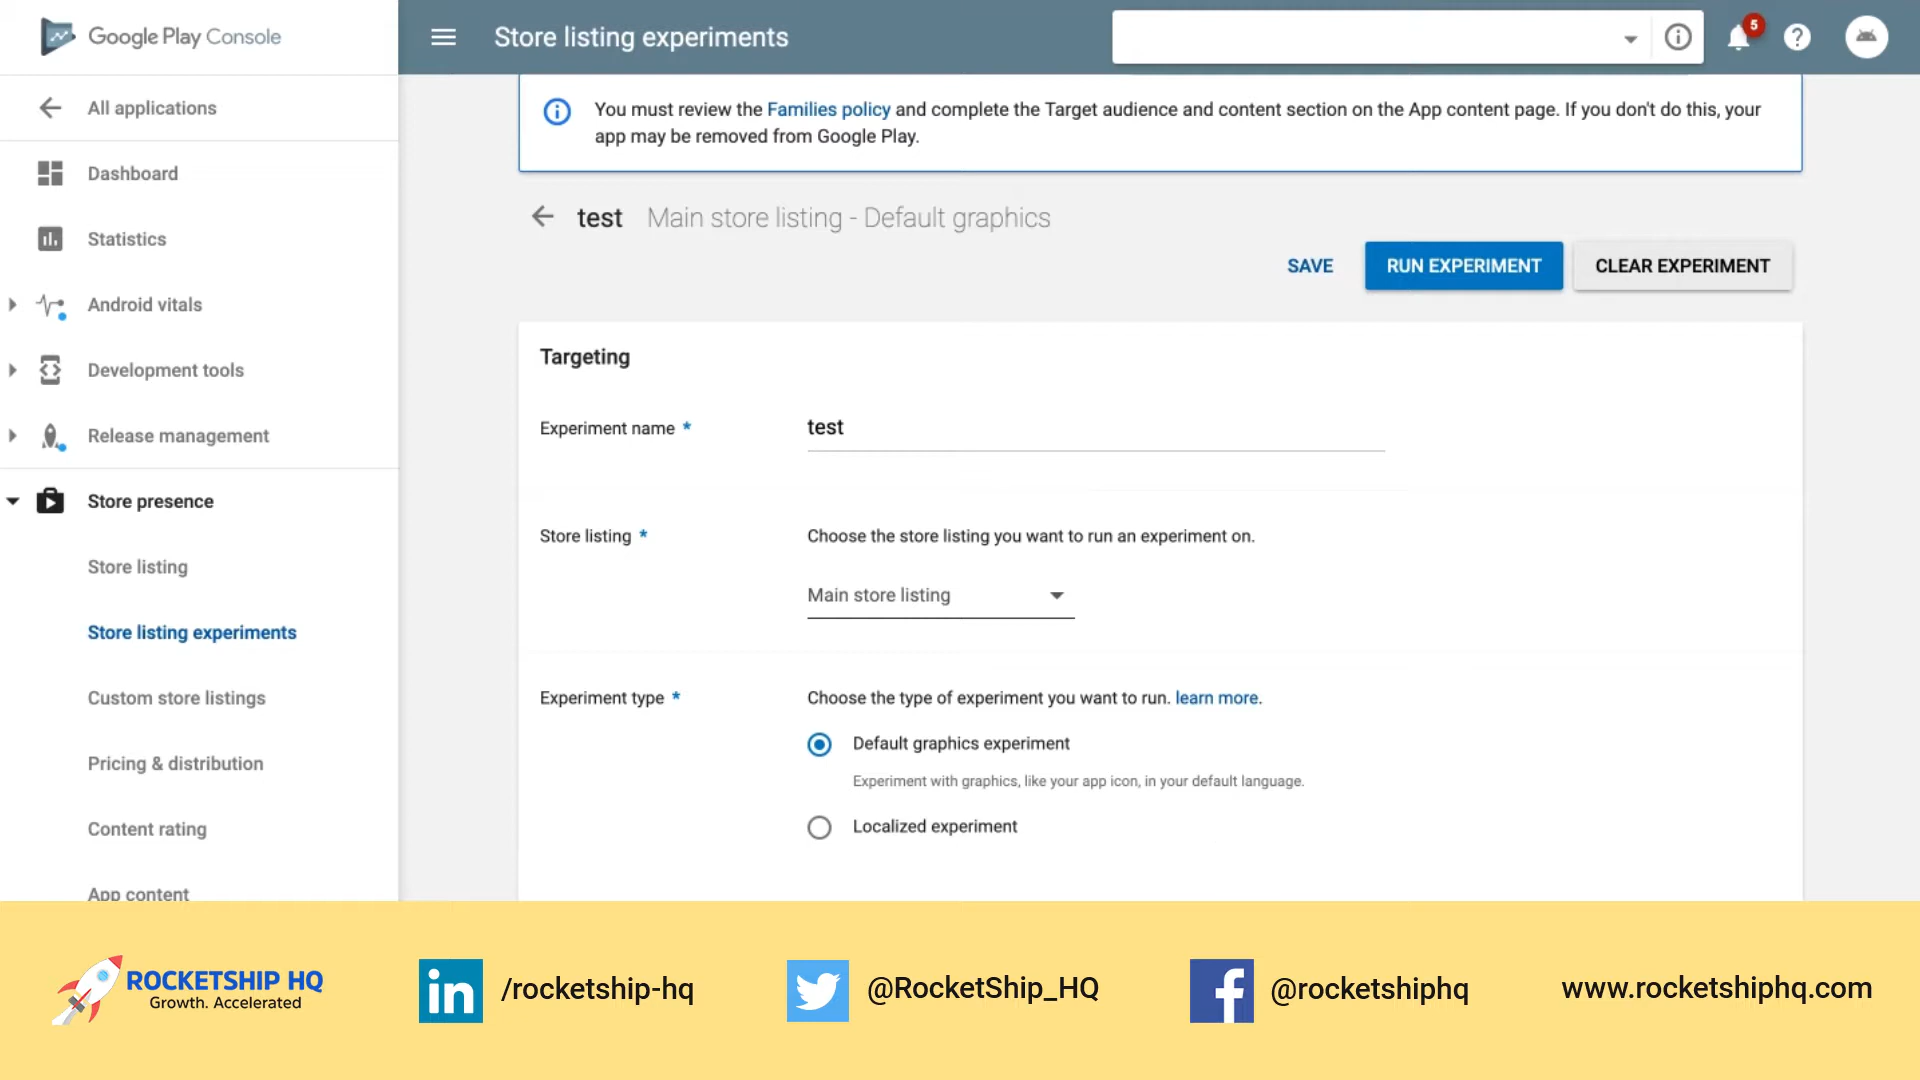 Google Play Console
Store listing experiments
5
All applications
You must review the Families policy and complete the Target audience and content section on the App content page. If you don't do this, your
app may be removed from Google Play.
Dashboard
Statistics
Android vitals
Development tools
Release management
Store presence
Store listing
Store listing experiments
Custom store listings
Pricing & distribution
Content rating
App content
test Main store listing - Default graphics
SAVE RUN EXPERIMENT CLEAR EXPERIMENT
Targeting
Experiment name * test
Store listing * Choose the store listing you want to run an experiment on.
Main store listing
Experiment type * Choose the type of experiment you want to run. learn more.
Default graphics experiment
Experiment with graphics, like your app icon, in your default language.
Localized experiment
ROCKETSHIP HQ
Growth. Accelerated
in /rocketship-hq
@RocketShip_HQ
f @rocketshiphq
www.rocketshiphq.com